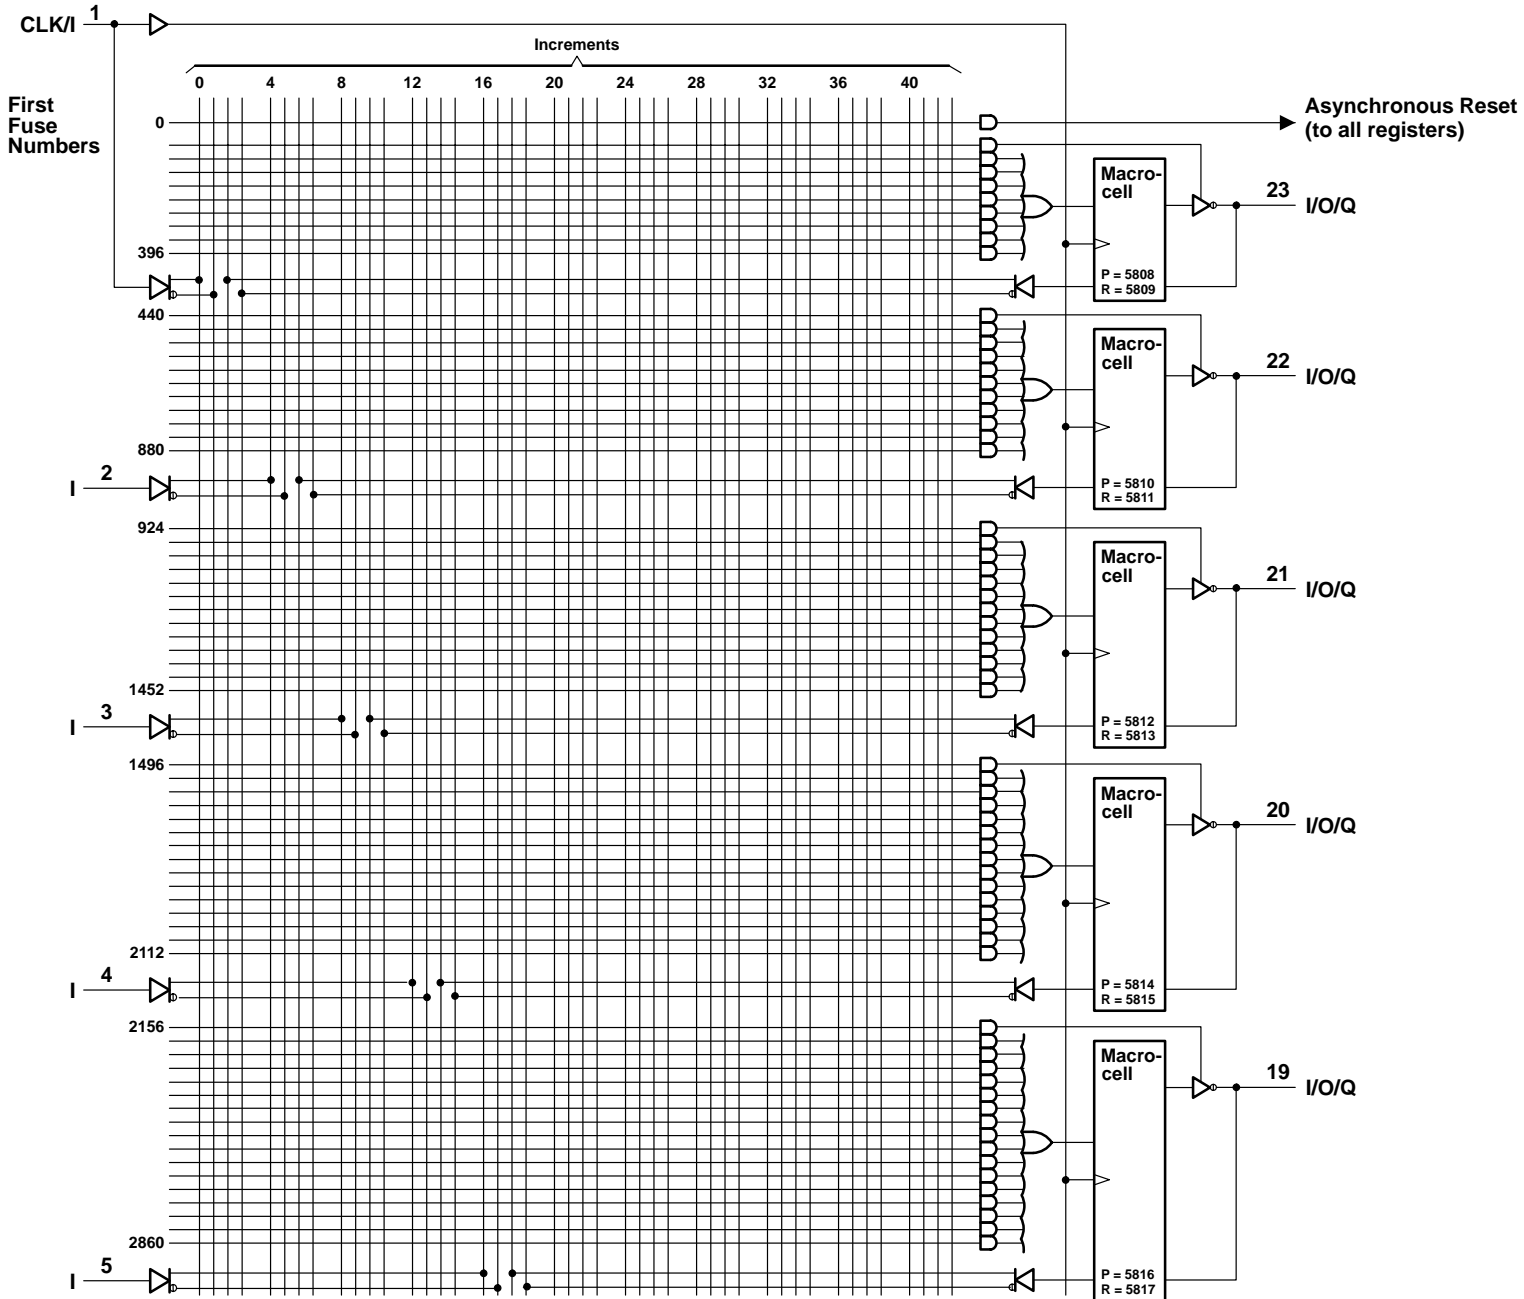 CLK/I 1
Increments
0 4 8 12 16 20 24 28 32 36 40
First
Fuse
Numbers
0
Asynchronous Reset
(to all registers)
Macro-
cell
23 I/O/Q
396
P = 5808
R = 5809
440
Macro-
cell
22 I/O/Q
880
I 2
P = 5810
R = 5811
924
Macro-
cell
21 I/O/Q
1452
I 3
P = 5812
R = 5813
1496
Macro-
cell
20 I/O/Q
2112
I 4
P = 5814
R = 5815
2156
Macro-
cell
19 I/O/Q
2860
I 5
P = 5816
R = 5817